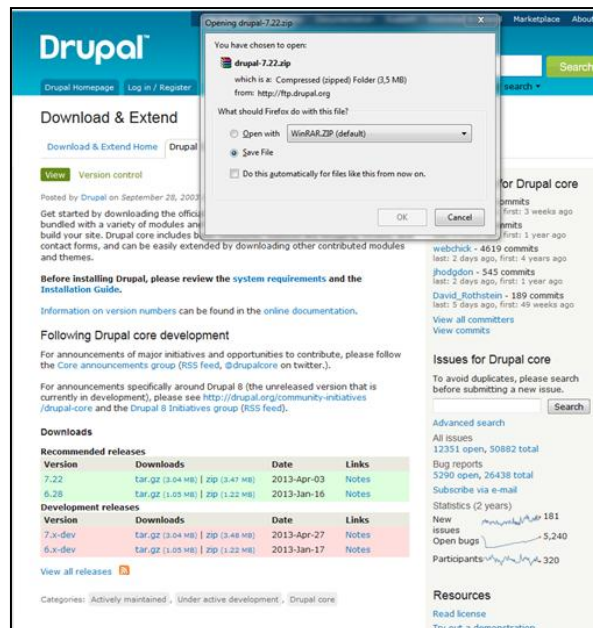 Opening drupal-7.22.zip
Marketplace
About
Drupal
You have chosen to open:
drupal-7.22.zip
which is a: Compressed (zipped) Folder (3,5 MB)
from: http://ftp.drupal.org
What should Firefox do with this file?
Open with
WinRAR.ZIP (default)
Save File
Do this automatically for files like this from now on.
OK
Cancel
Search
search
Drupal Homepage
Log in / Register
Download & Extend
Download & Extend Home
Drupal
View
Version control
Posted by Drupal on September 28, 2003
Get started by downloading the official
bundled with a variety of modules and
build your site. Drupal core includes
contact forms, and can be easily extended by downloading other contributed modules
and themes.
Before installing Drupal, please review the system requirements and the
Installation Guide.
Information on version numbers can be found in the online documentation.
Following Drupal core development
For announcements of major initiatives and opportunities to contribute, please follow
the Core announcements group (RSS feed, @drupalcore on twitter.).
For announcements specifically around Drupal 8 (the unreleased version that is
currently in development), please see http://drupal.org/community-initiatives
/drupal-core and the Drupal 8 Initiatives group (RSS feed).
Downloads
Recommended releases
Version Downloads Date Links
7.22 tar.gz (3.04 MB) | zip (3.47 MB) 2013-Apr-03 Notes
6.28 tar.gz (1.05 MB) | zip (1.22 MB) 2013-Jan-16 Notes
Development releases
Version Downloads Date Links
7.x-dev tar.gz (3.04 MB) | zip (3.48 MB) 2013-Apr-27 Notes
6.x-dev tar.gz (1.05 MB) | zip (1.22 MB) 2013-Jan-17 Notes
View all releases
Categories: Actively maintained , Under active development , Drupal core
for Drupal core
commits
first: 3 weeks ago
commits
first: 1 year ago
webchick - 4619 commits
last: 2 days ago, first: 4 years ago
jhodgdon - 545 commits
last: 2 days ago, first: 1 year ago
David_Rothstein - 189 commits
last: 5 days ago, first: 49 weeks ago
View all committers
View commits
Issues for Drupal core
To avoid duplicates, please search
before submitting a new issue.
Search
Advanced search
All issues
12351 open, 50882 total
Bug reports
5290 open, 26438 total
Subscribe via e-mail
Statistics (2 years)
New issues 181
Open bugs 5,240
Participants 320
Resources
Read license
Try out a demonstration